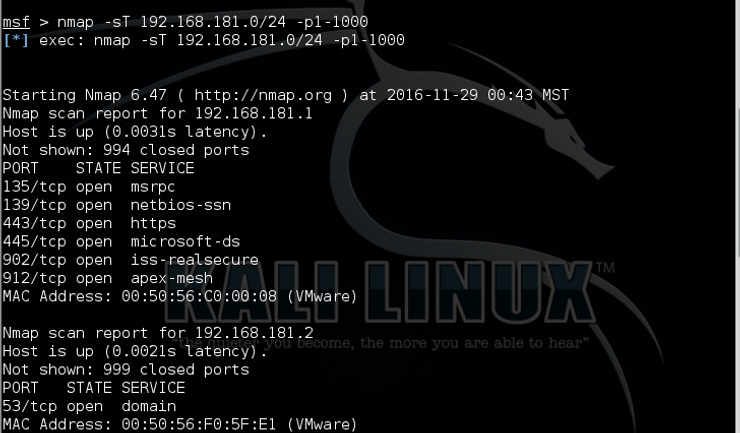 msf > nmap -sT 192.168.181.0/24 -p1-1000
[*] exec: nmap -sT 192.168.181.0/24 -p1-1000
Starting Nmap 6.47 ( http://nmap.org ) at 2016-11-29 00:43 MST
Nmap scan report for 192.168.181.1
Host is up (0.0031s latency).
Not shown: 994 closed ports
PORT    STATE SERVICE
135/tcp open  msrpc
139/tcp open  netbios-ssn
443/tcp open  https
445/tcp open  microsoft-ds
902/tcp open  iss-realsecure
912/tcp open  apex-mesh
MAC Address: 00:50:56:C0:00:08 (VMware)
KALI LINUX™
Nmap scan report for 192.168.181.2
"the quieter you become, the more you are able to hear"
Host is up (0.0021s latency).
Not shown: 999 closed ports
PORT   STATE SERVICE
53/tcp open  domain
MAC Address: 00:50:56:F0:5F:E1 (VMware)